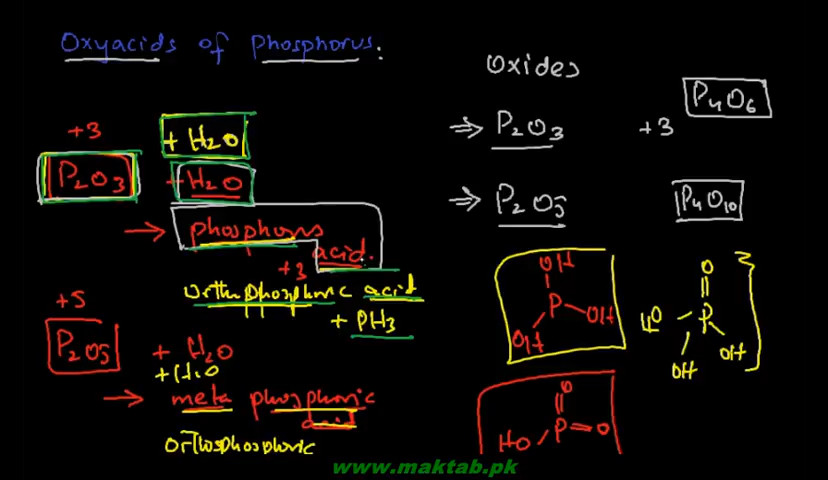 Oxyacids of Phosphorus:
Oxides
P4O6
⇒ P2O3 +3
+3
+ H2O
P2O3 + H2O
⇒ P2O5 P4O10
→ phosphorus
acid.
+3
orthophosphoric acid
+ PH3
+5
P2O5 + H2O
+ H2O
→ meta phosphoric
acid
orthophosphoric
OH
P
OH OH
O
HO P
OH OH
O
HO P = O
www.maktab.pk